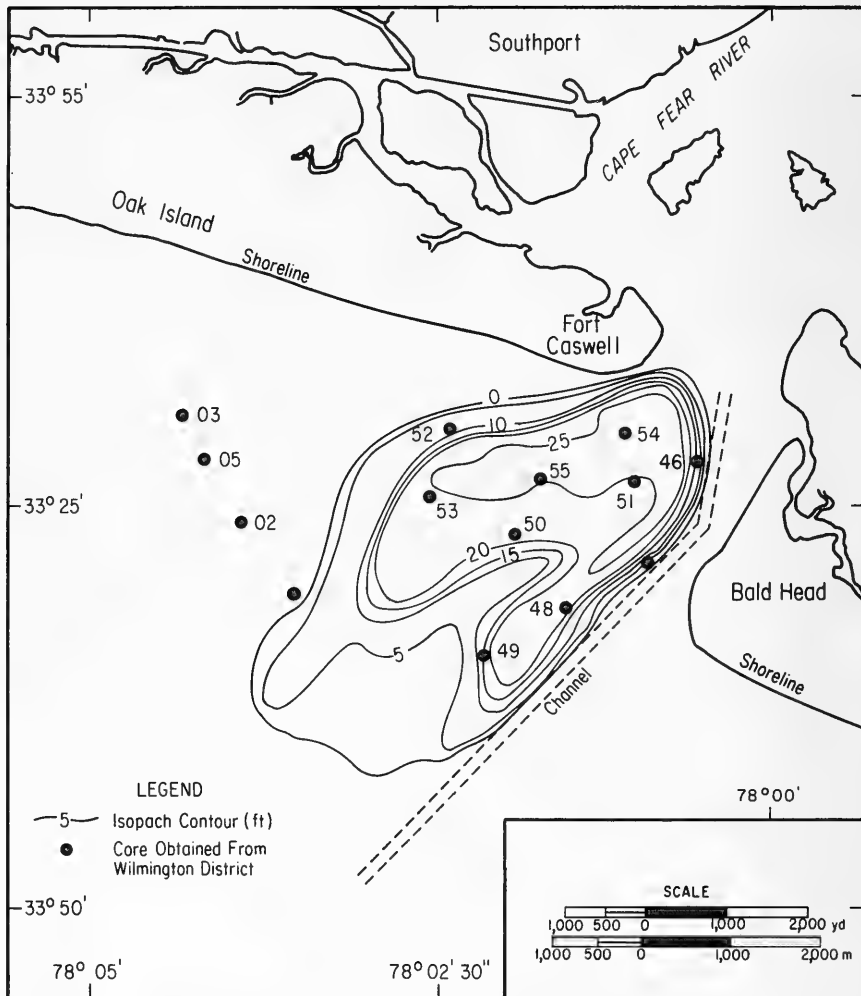 Southport
33° 55'
CAPE FEAR RIVER
Oak Island
Shoreline
Fort
Caswell
0
03
10
52
54
25
05
46
55
51
53
33° 25'
02
50
20
15
48
Bald Head
49
5
Shoreline
Channel
LEGEND
78° 00'
5 Isopach Contour (ft)
Core Obtained From
Wilmington District
SCALE
1,000 500 0 1,000 2,000 yd
33° 50'
1,000 500 0 1,000 2,000 m
78° 05'
78° 02' 30"